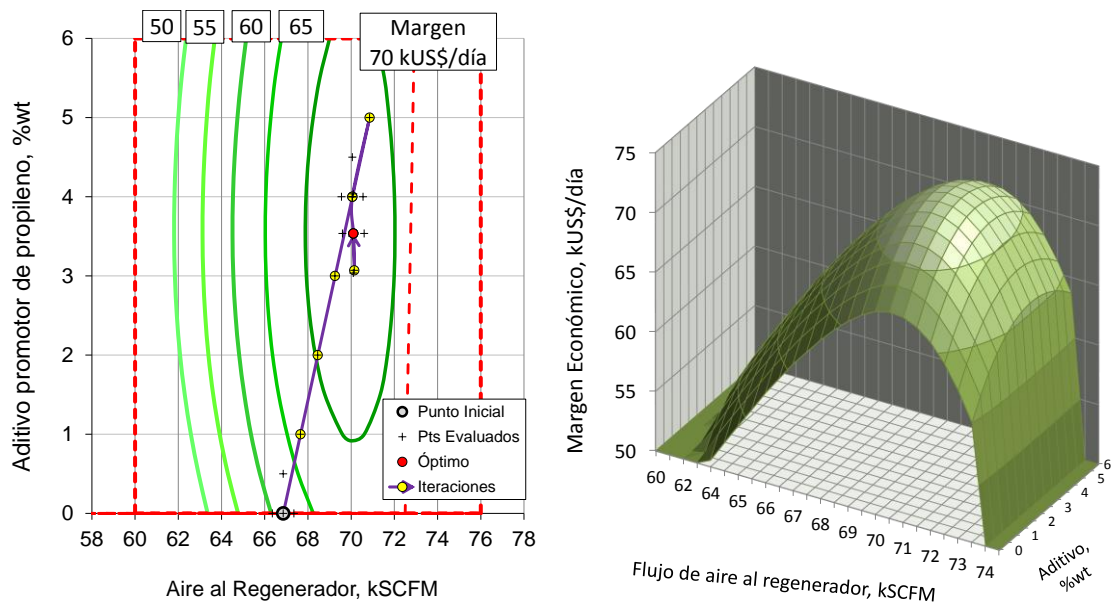 50 55 60 65
Margen
70 kUS$/día
6
5
4
3
2
1
0
58 60 62 64 66 68 70 72 74 76 78
Aditivo promotor de propileno, %wt
Aire al Regenerador, kSCFM
Punto Inicial
Pts Evaluados
Óptimo
Iteraciones
75
70
65
60
55
50
Margen Económico, kUS$/día
60 62 64 65 66 67 68 69 70 71 72 73 74
Flujo de aire al regenerador, kSCFM
0 1 2 3 4 5 6
Aditivo,
%wt